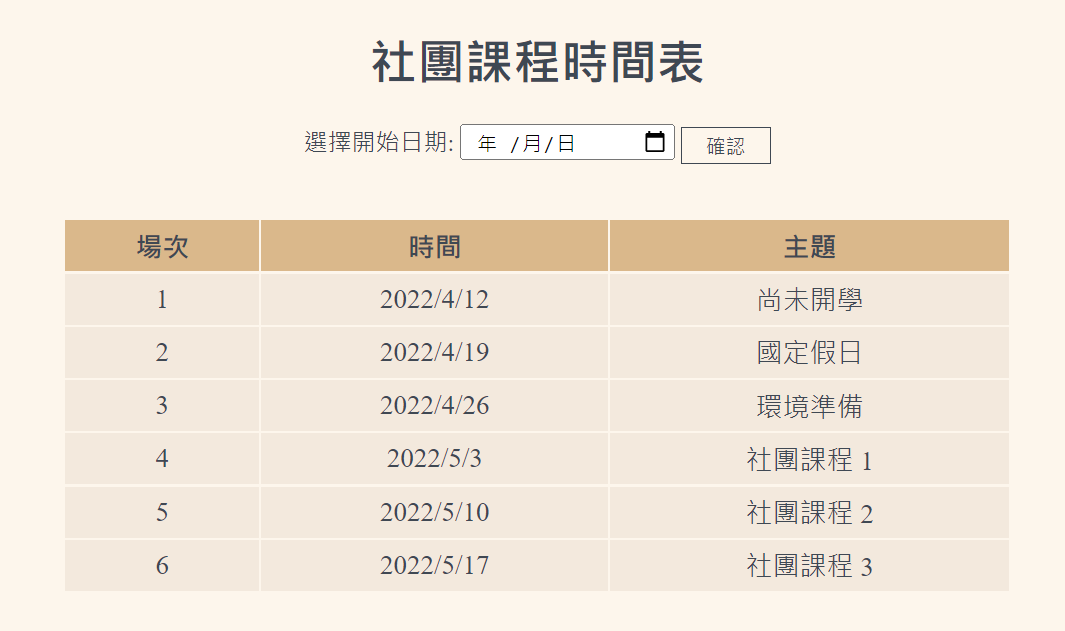 社團課程時間表
選擇開始日期: 年 /月/日 確認
場次 時間 主題
1 2022/4/12 尚未開學
2 2022/4/19 國定假日
3 2022/4/26 環境準備
4 2022/5/3 社團課程 1
5 2022/5/10 社團課程 2
6 2022/5/17 社團課程 3